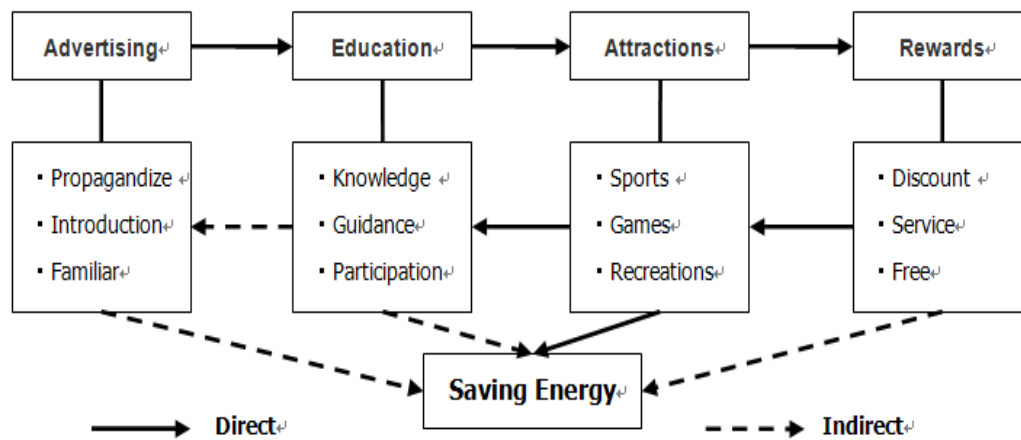 Advertising
Education
Attractions
Rewards
▪ Propagandize
▪ Introduction
▪ Familiar
▪ Knowledge
▪ Guidance
▪ Participation
▪ Sports
▪ Games
▪ Recreations
▪ Discount
▪ Service
▪ Free
Saving Energy
Direct
Indirect